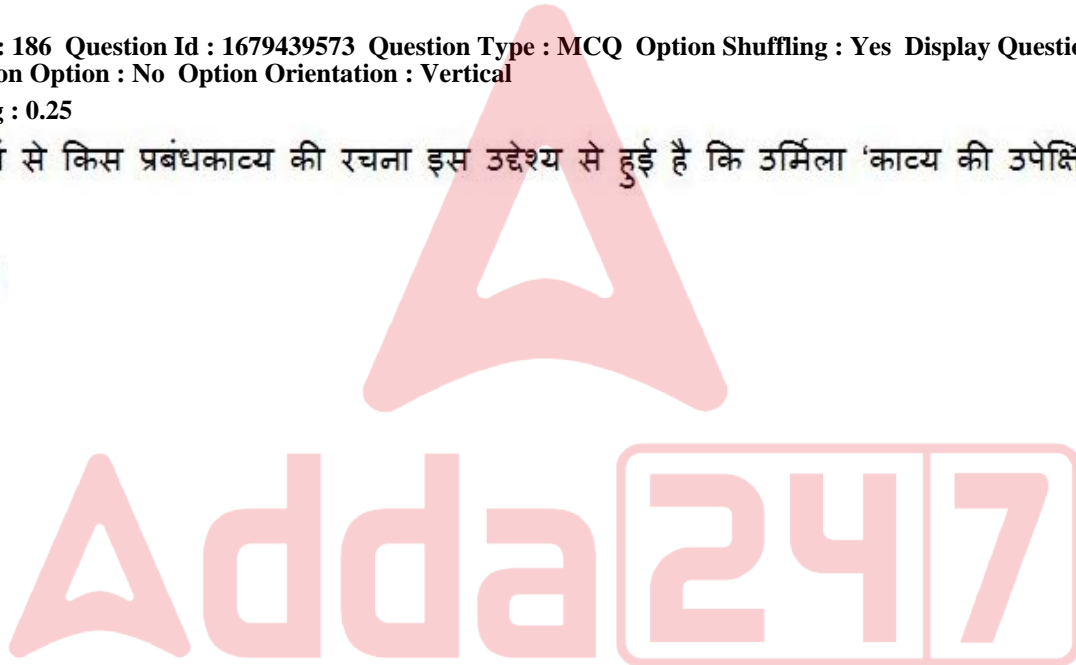 : 186 Question Id : 1679439573 Question Type : MCQ Option Shuffling : Yes Display Questio
on Option : No Option Orientation : Vertical
g : 0.25
से किस प्रबंधकाव्य की रचना इस उद्देश्य से हुई है कि उर्मिला ‘काव्य की उपेक्षि
Adda247